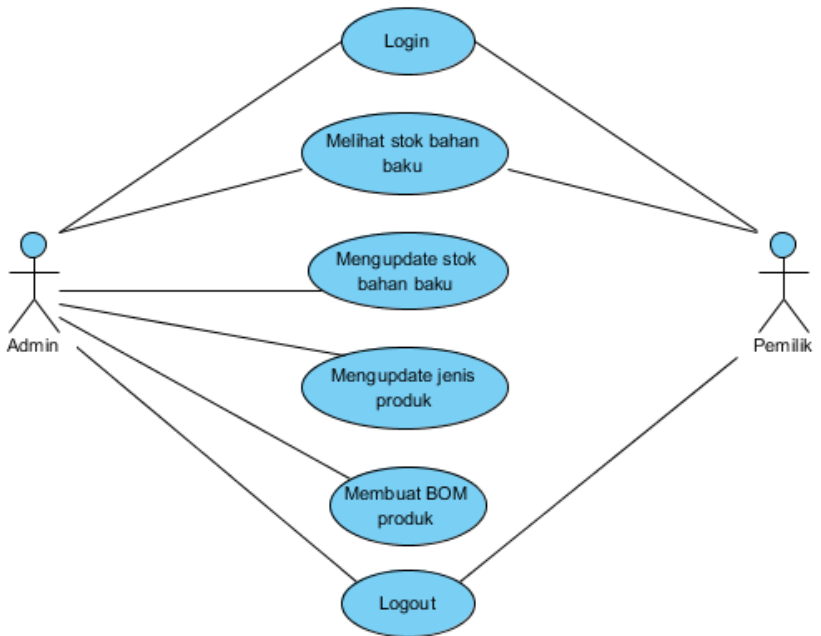 Login
Melihat stok bahan
baku
Mengupdate stok
bahan baku
Admin
Pemilik
Mengupdate jenis
produk
Membuat BOM
produk
Logout